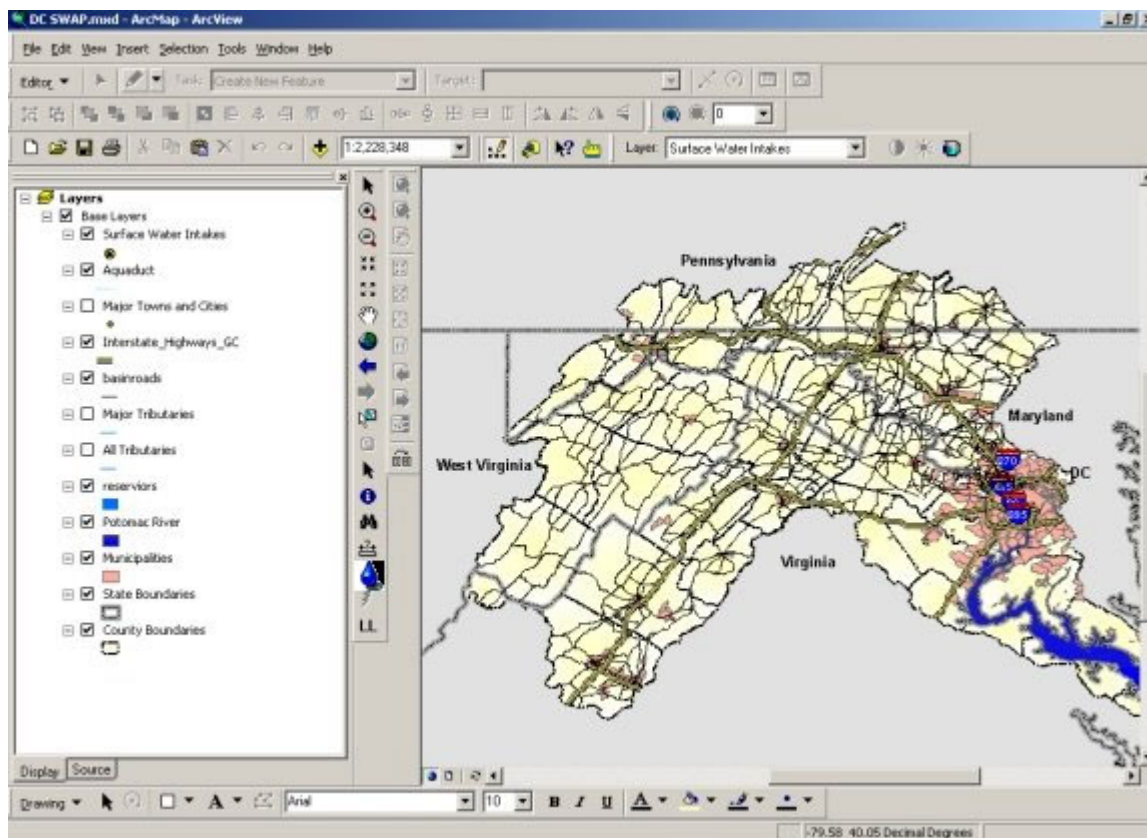 DC SWAP.mxd - ArcMap - ArcView
File Edit View Insert Selection Tools Window Help
Editor Task: Create New Feature Target:
0
1:2,228,348 Layer: Surface Water Intakes
Layers
Base Layers
Surface Water Intakes
Aquaduct
Major Towns and Cities
Interstate_Highways_GC
basinroads
Major Tributaries
All Tributaries
reserviors
Potomac River
Municipalities
State Boundaries
County Boundaries
LL
Pennsylvania
Maryland
West Virginia
270
DC
Virginia
Display Source
Drawing A Arial 10 B I U A
-79.58 40.05 Decimal Degrees